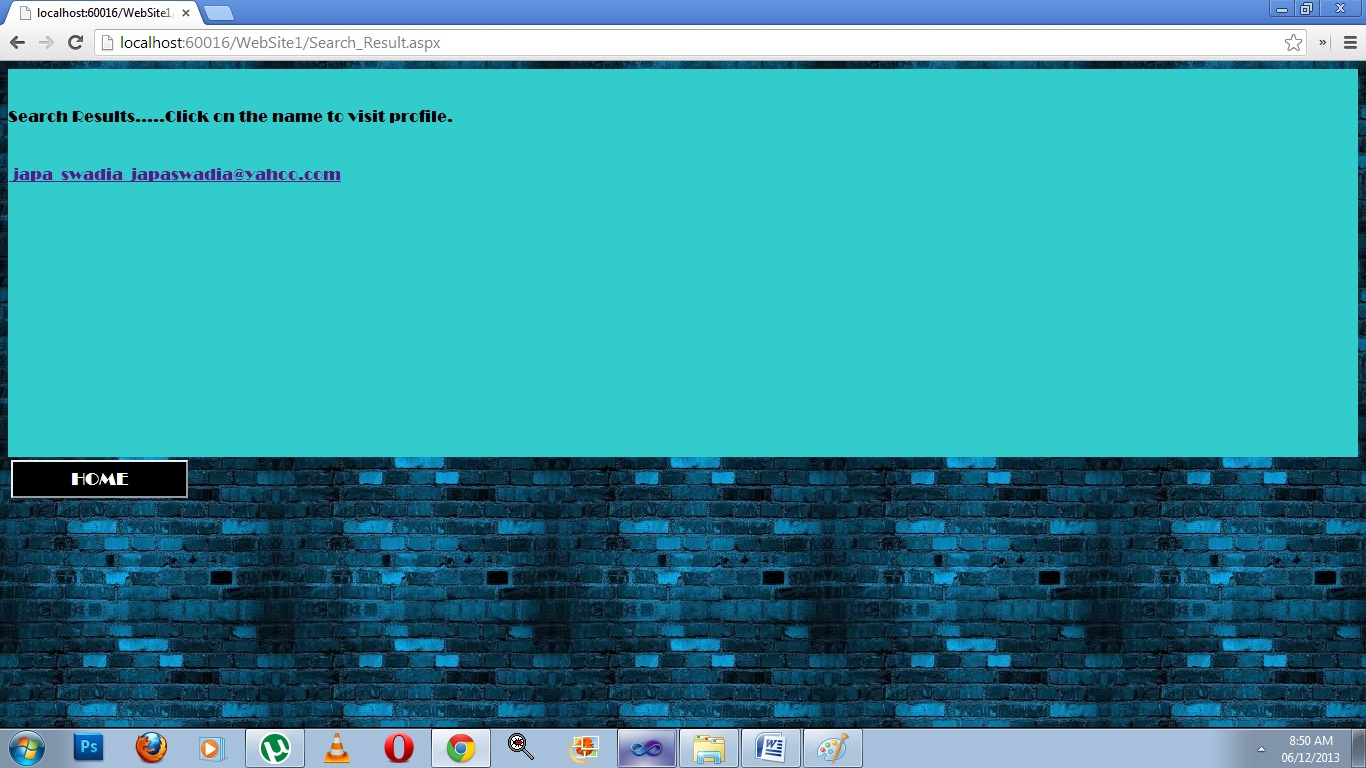 localhost:60016/WebSite1/
localhost:60016/WebSite1/Search_Result.aspx
Search Results.....Click on the name to visit profile.
japa swadia japaswadia@yahoo.com
HOME
Ps
8:50 AM
06/12/2013